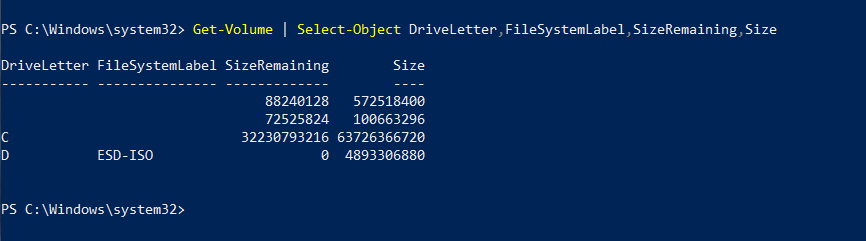 PS C:\Windows\system32> Get-Volume | Select-Object DriveLetter,FileSystemLabel,SizeRemaining,Size
DriveLetter FileSystemLabel SizeRemaining Size
----------- --------------- ------------- ----
88240128 572518400
72525824 100663296
C 32230793216 63726366720
D ESD-ISO 0 4893306880
PS C:\Windows\system32>